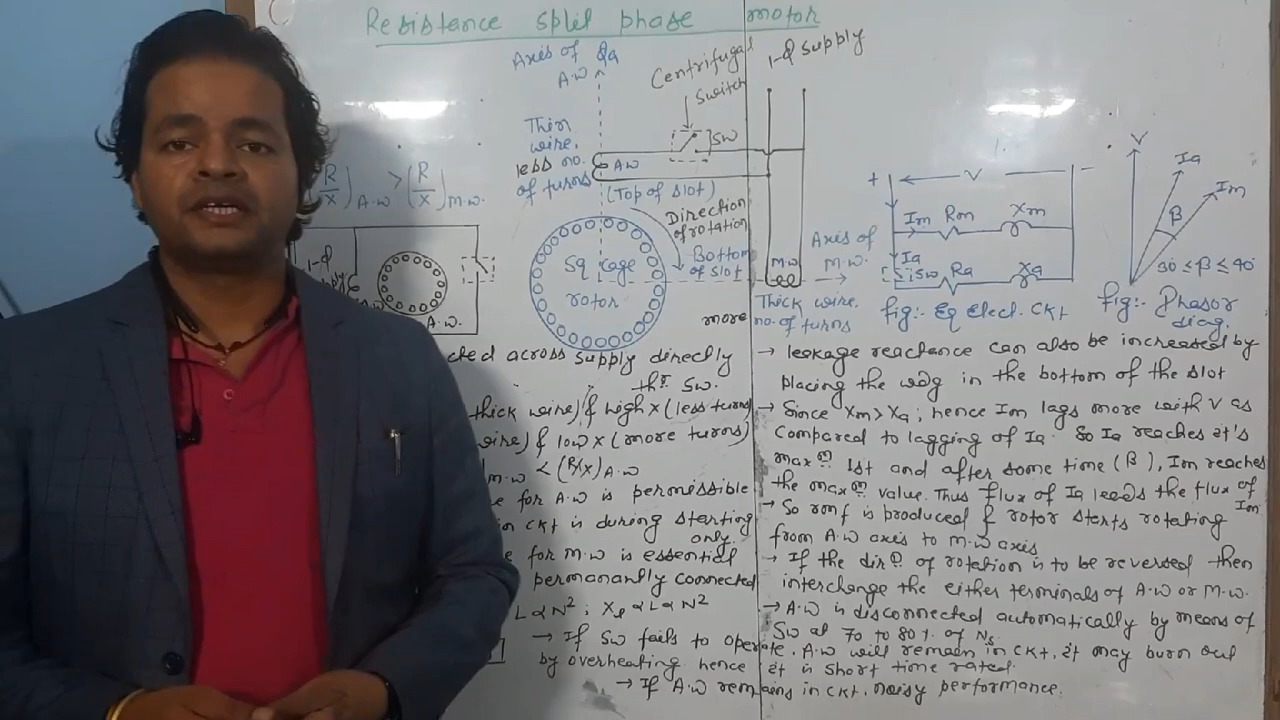 Resistance split phase motor
Axis of Qa
A.W
Centrifugal
switch
1-Q supply
Thin
wire,
less no.
of turns
SW
A.W
(Top of slot)
Direction
of rotation
Bottom
of slot
Sq cage
rotor
Axis of
M.W
M.W
Thick wire.
more no. of turns
R/X)A.W > (R/X)M.W.
1-Q
A.W.
+ V -
Im Rm Xm
Ia
SW Ra Xa
fig:- Eq Elect. CKt
V
Ia
Im
β
30 ≤ β ≤ 40
fig:- Phasor
diag.
cted across supply directly
thr. SW.
thick wire) & high X (less turns)
wire) & low X (more turns)
M.W < (R/X)A.W
e for A.W is permissible
in CKt is during starting
only.
e for M.W is essential
permanantly connected
L α N²; Xℓ α L α N²
→ leakage reactance can also be increased by
placing the wdg in the bottom of the slot
→ Since Xm > Xa; hence Im lags more with V as
compared to lagging of Ia. So Ia reaches it's
maxm 1st and after some time (β), Im reaches
the maxm value. Thus flux of Ia leads the flux of
Im
→ So rmf is produced & rotor starts rotating
from A.W axis to M.W axis
→ If the dirn of rotation is to be reversed then
interchange the either terminals of A.W or M.W.
→ A.W is disconnected automatically by means of
SW at 70 to 80% of Ns
→ If SW fails to operate. A.W will remain in CKt, it may burn out
by overheating hence it is short time rated.
→ If A.W remains in CKt, noisy performance.